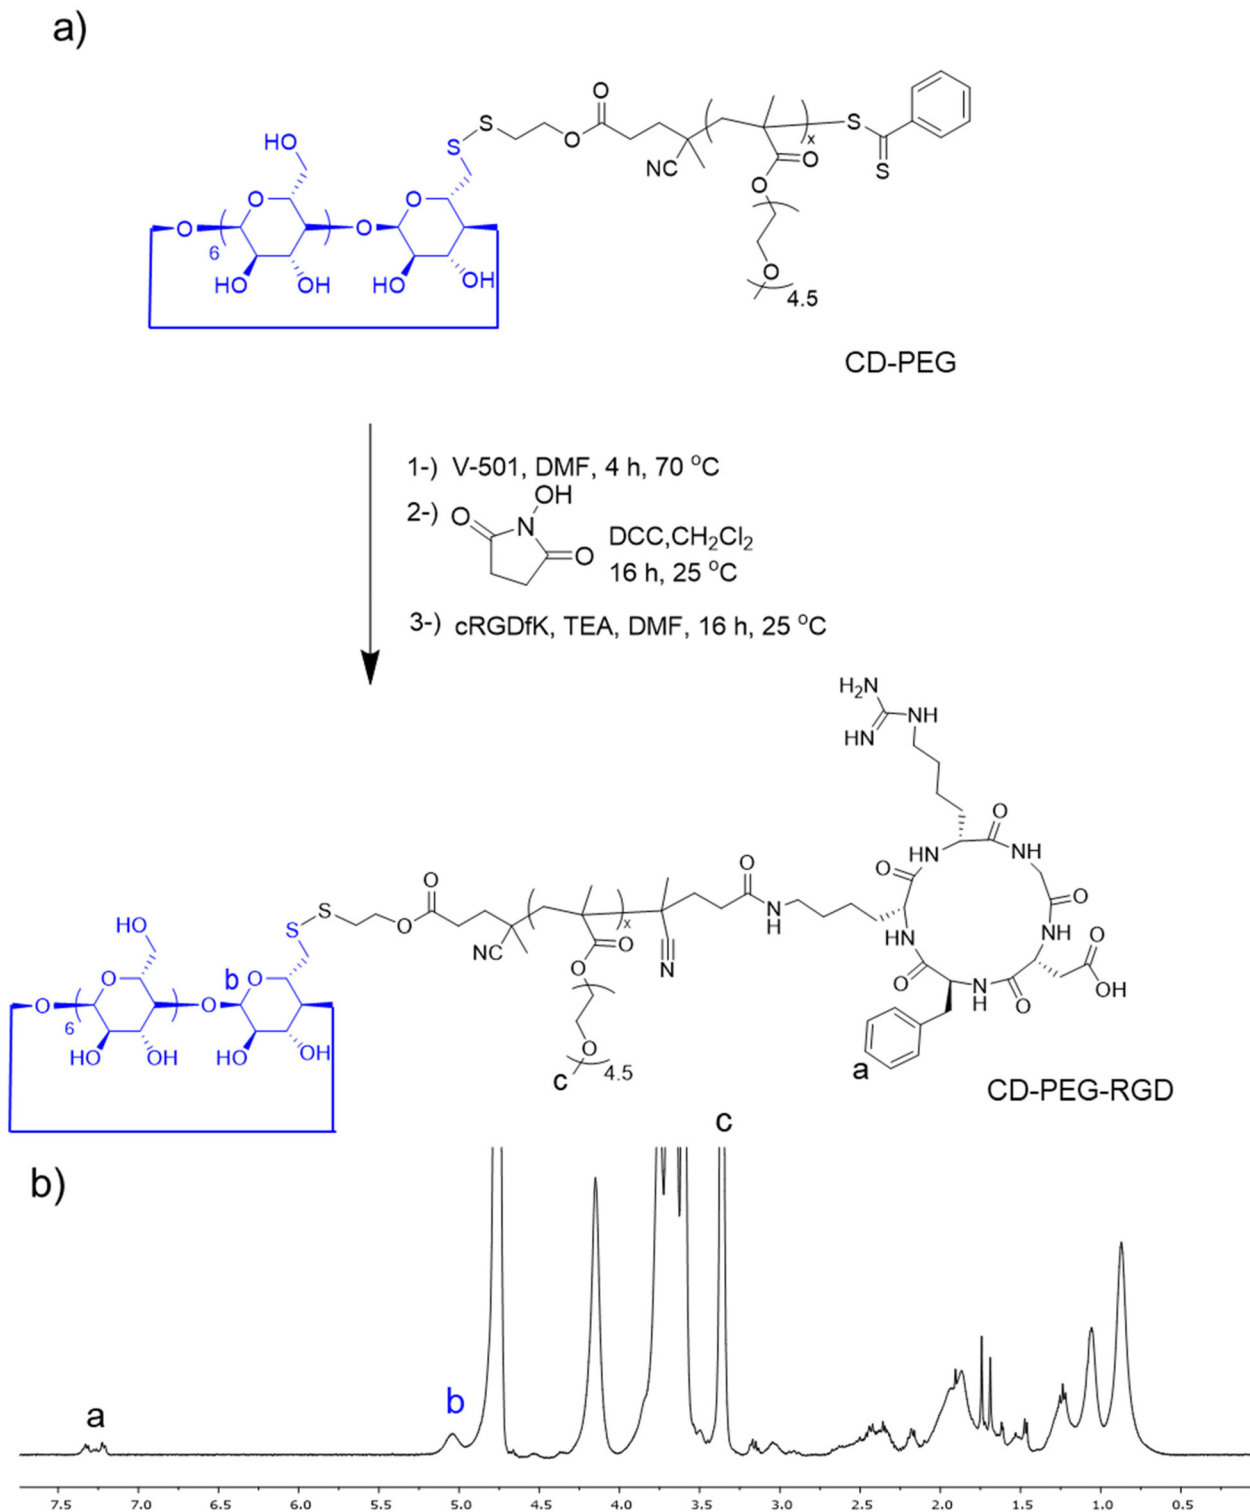 a)
O
S
S
O
NC
x
S
S
O
O
O
4.5
HO
O
O
O
O
6
HO
OH
HO
OH
CD-PEG
1-) V-501, DMF, 4 h, 70 °C
2-)
OH
O
N
O
DCC,CH2Cl2
16 h, 25 °C
3-) cRGDfK, TEA, DMF, 16 h, 25 °C
H2N
NH
HN
O
HN
NH
O
O
O
NH
O
OH
O
N
H
HN
O
N
H
O
a
CD-PEG-RGD
O
S
S
O
NC
x
N
O
O
O
4.5
c
HO
b
O
O
O
O
6
HO
OH
HO
OH
c
b)
a
b
7.5 7.0 6.5 6.0 5.5 5.0 4.5 4.0 3.5 3.0 2.5 2.0 1.5 1.0 0.5